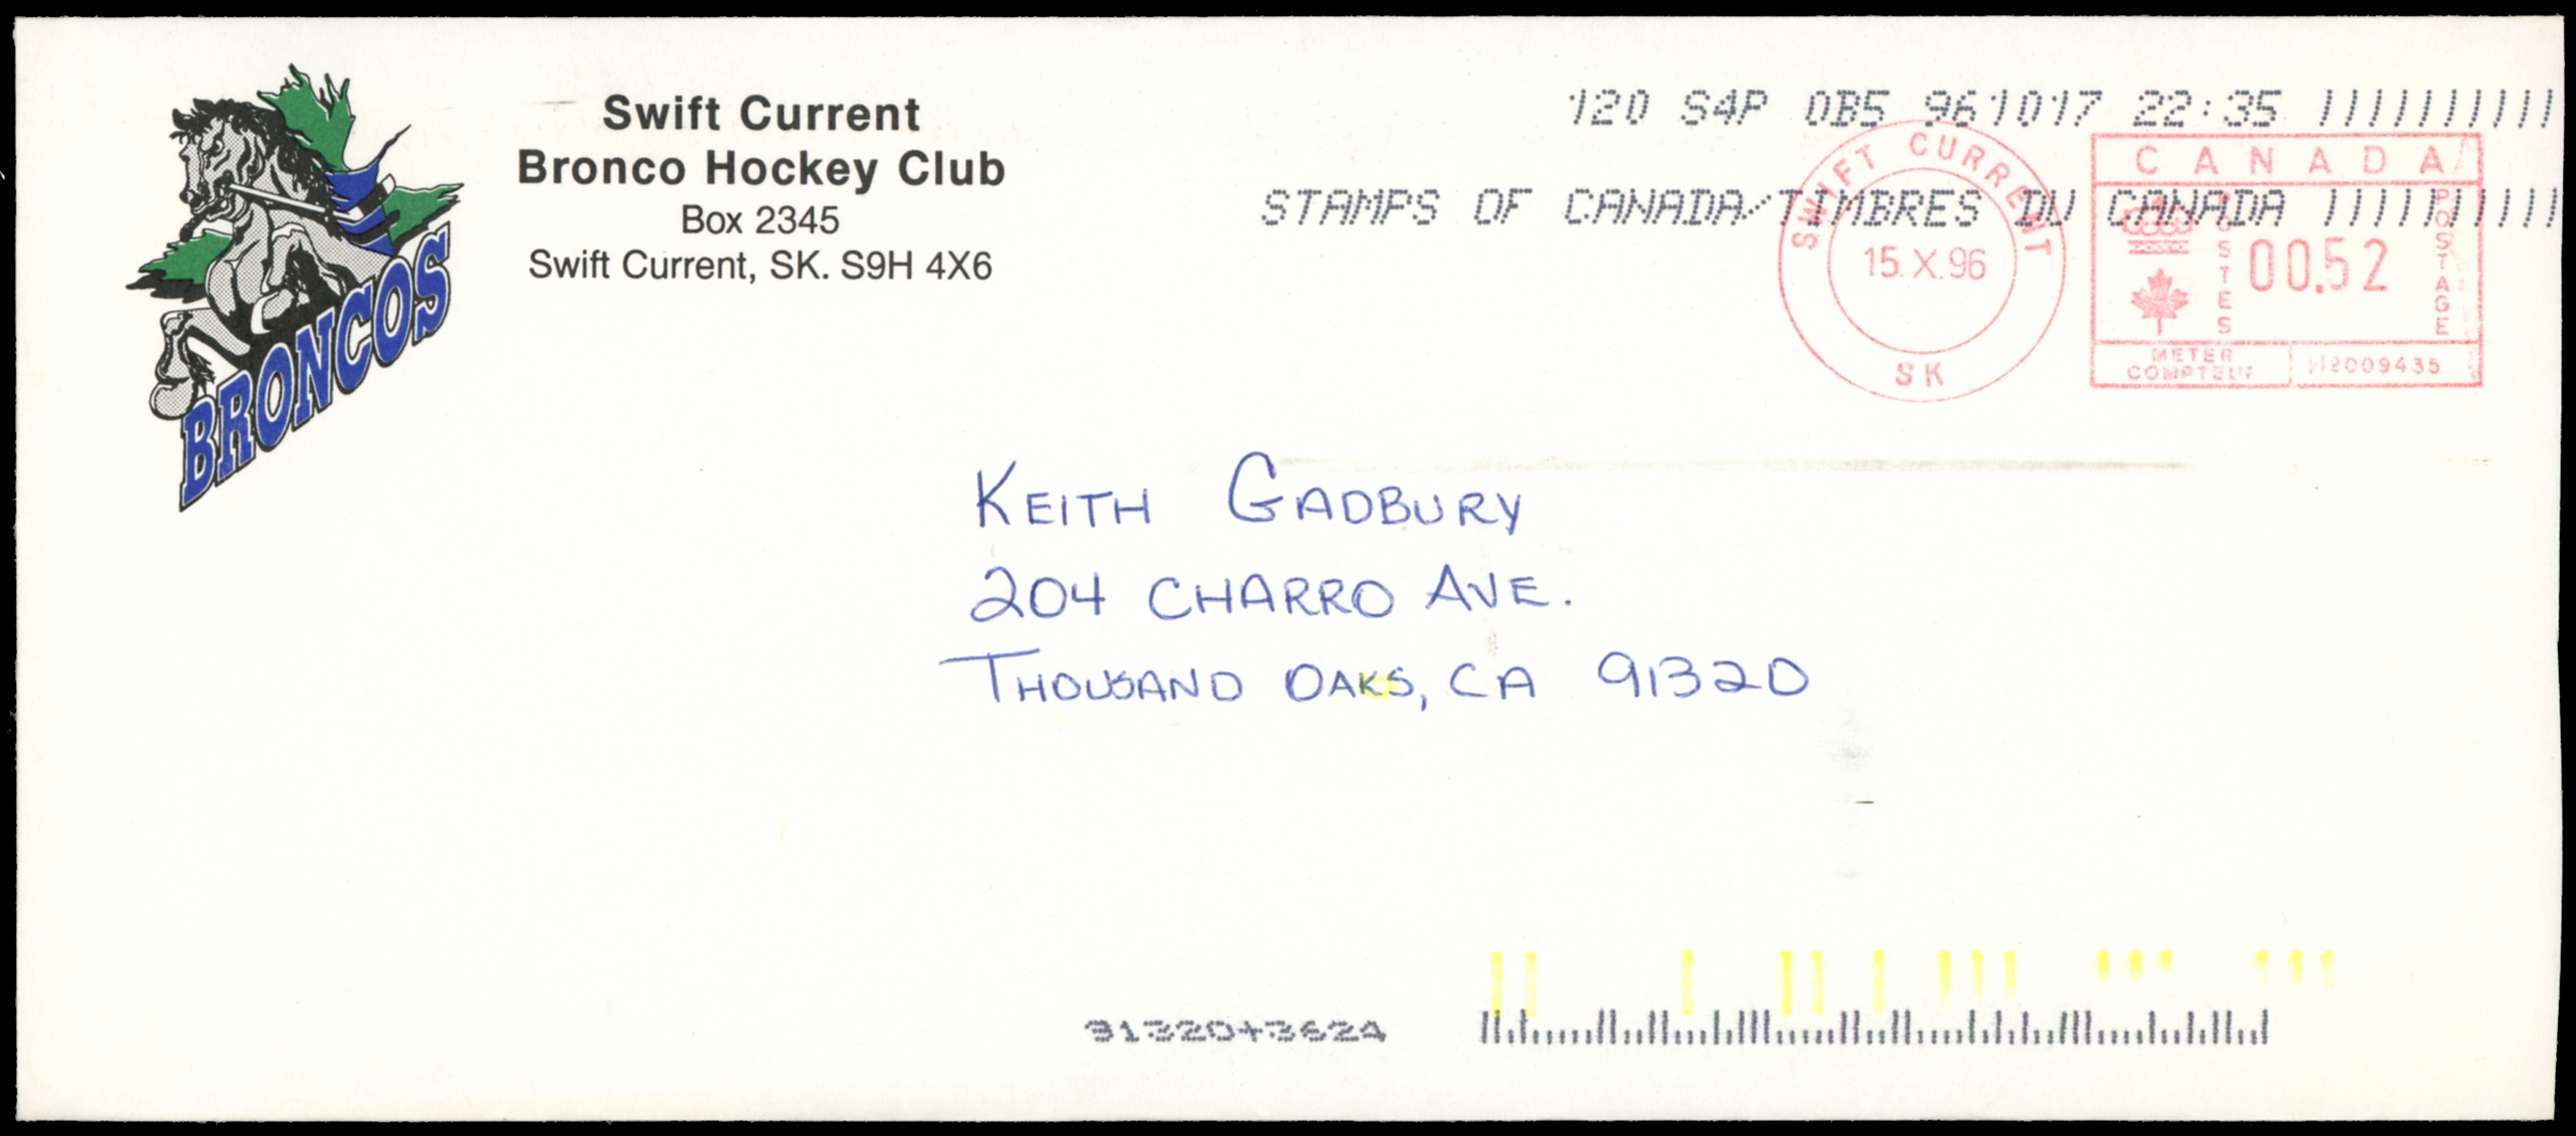 BRONCOS
Swift Current
Bronco Hockey Club
Box 2345
Swift Current, SK. S9H 4X6
120 S4P 0B5 961017 22:35
STAMPS OF CANADA/TIMBRES DU CANADA
SWIFT CURRENT
15.X.96
SK
CANADA
POSTES
00.52
POSTAGE
METER
COMPTEUR
2009435
KEITH GADBURY
204 CHARRO AVE.
THOUSAND OAKS, CA 91320
91320+3624